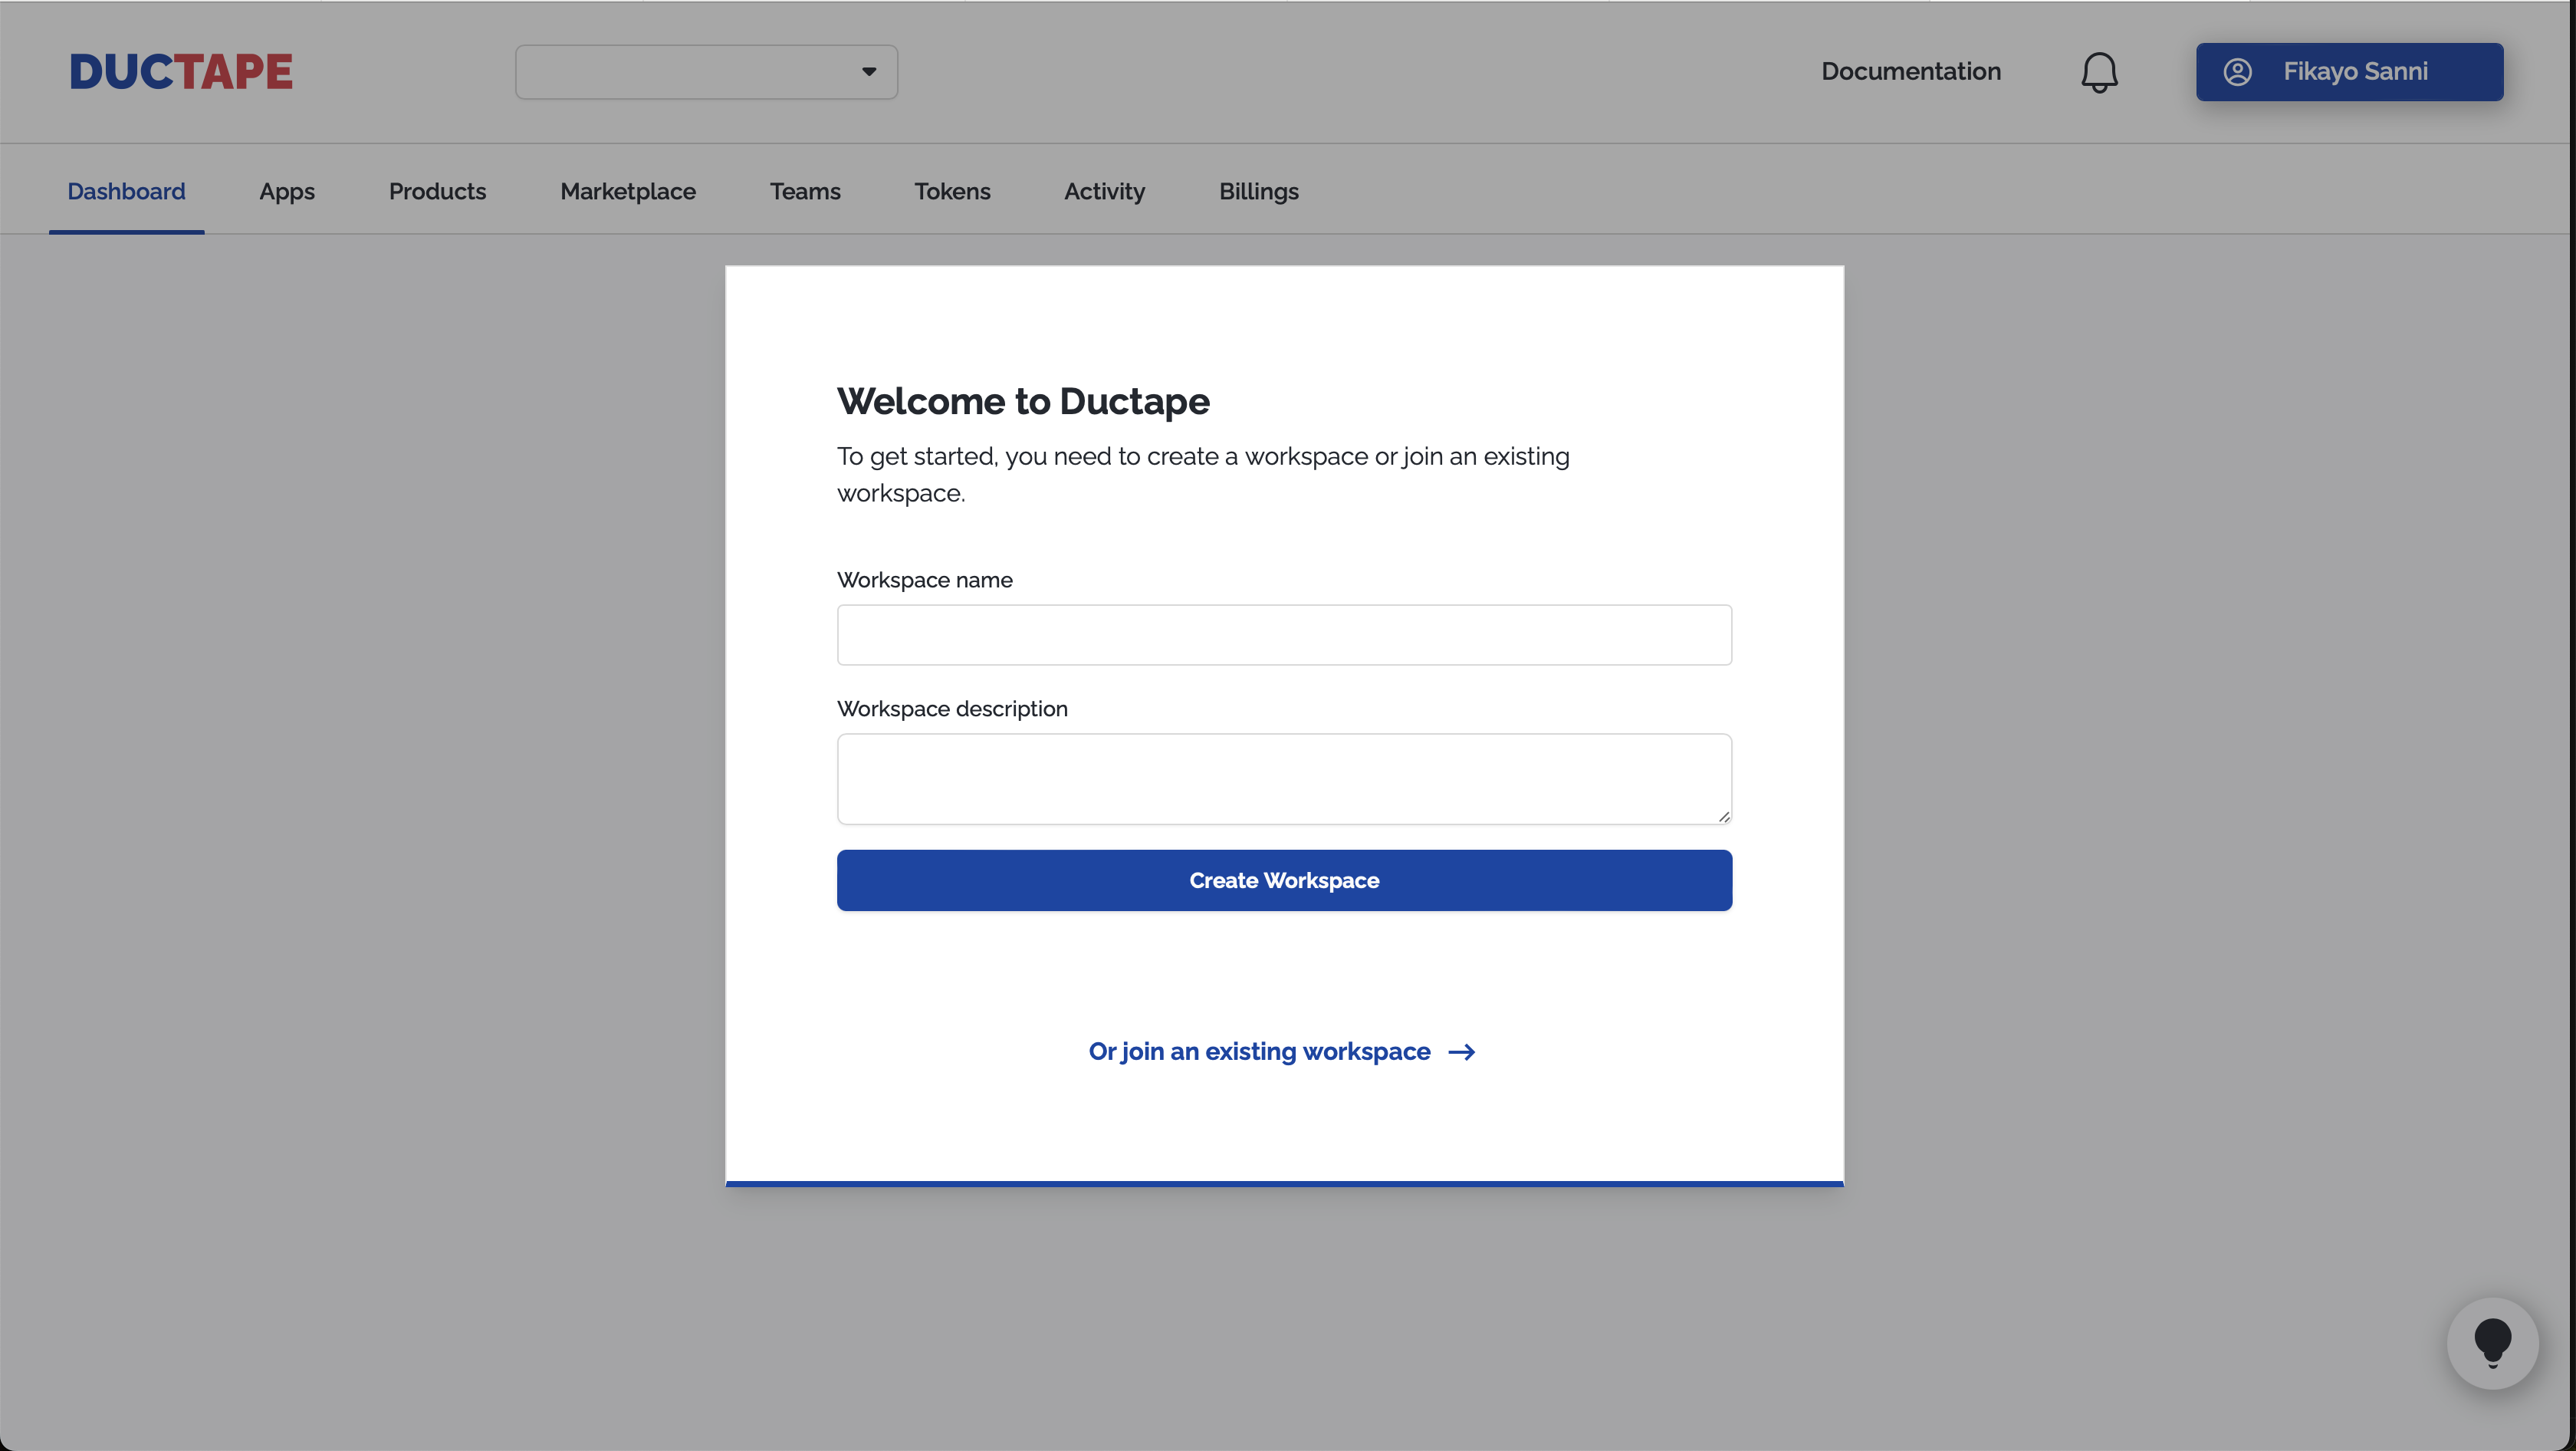 DUCTAPE
Documentation
Fikayo Sanni
Dashboard Apps Products Marketplace Teams Tokens Activity Billings
Welcome to Ductape
To get started, you need to create a workspace or join an existing
workspace.
Workspace name
Workspace description
Create Workspace
Or join an existing workspace →